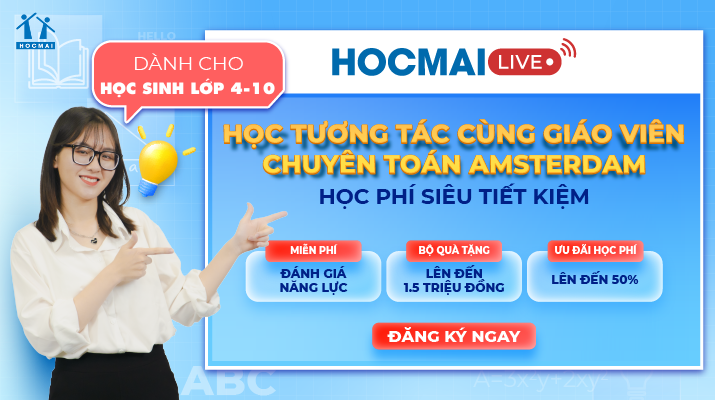 HOCMAI
HELLO
DÀNH CHO
HỌC SINH LỚP 4-10
HOCMAI LIVE
HỌC TƯƠNG TÁC CÙNG GIÁO VIÊN
CHUYÊN TOÁN AMSTERDAM
HỌC PHÍ SIÊU TIẾT KIỆM
MIỄN PHÍ
ĐÁNH GIÁ
NĂNG LỰC
BỘ QUÀ TẶNG
LÊN ĐẾN
1.5 TRIỆU ĐỒNG
ƯU ĐÃI HỌC PHÍ
LÊN ĐẾN 50%
ĐĂNG KÝ NGAY
ABC